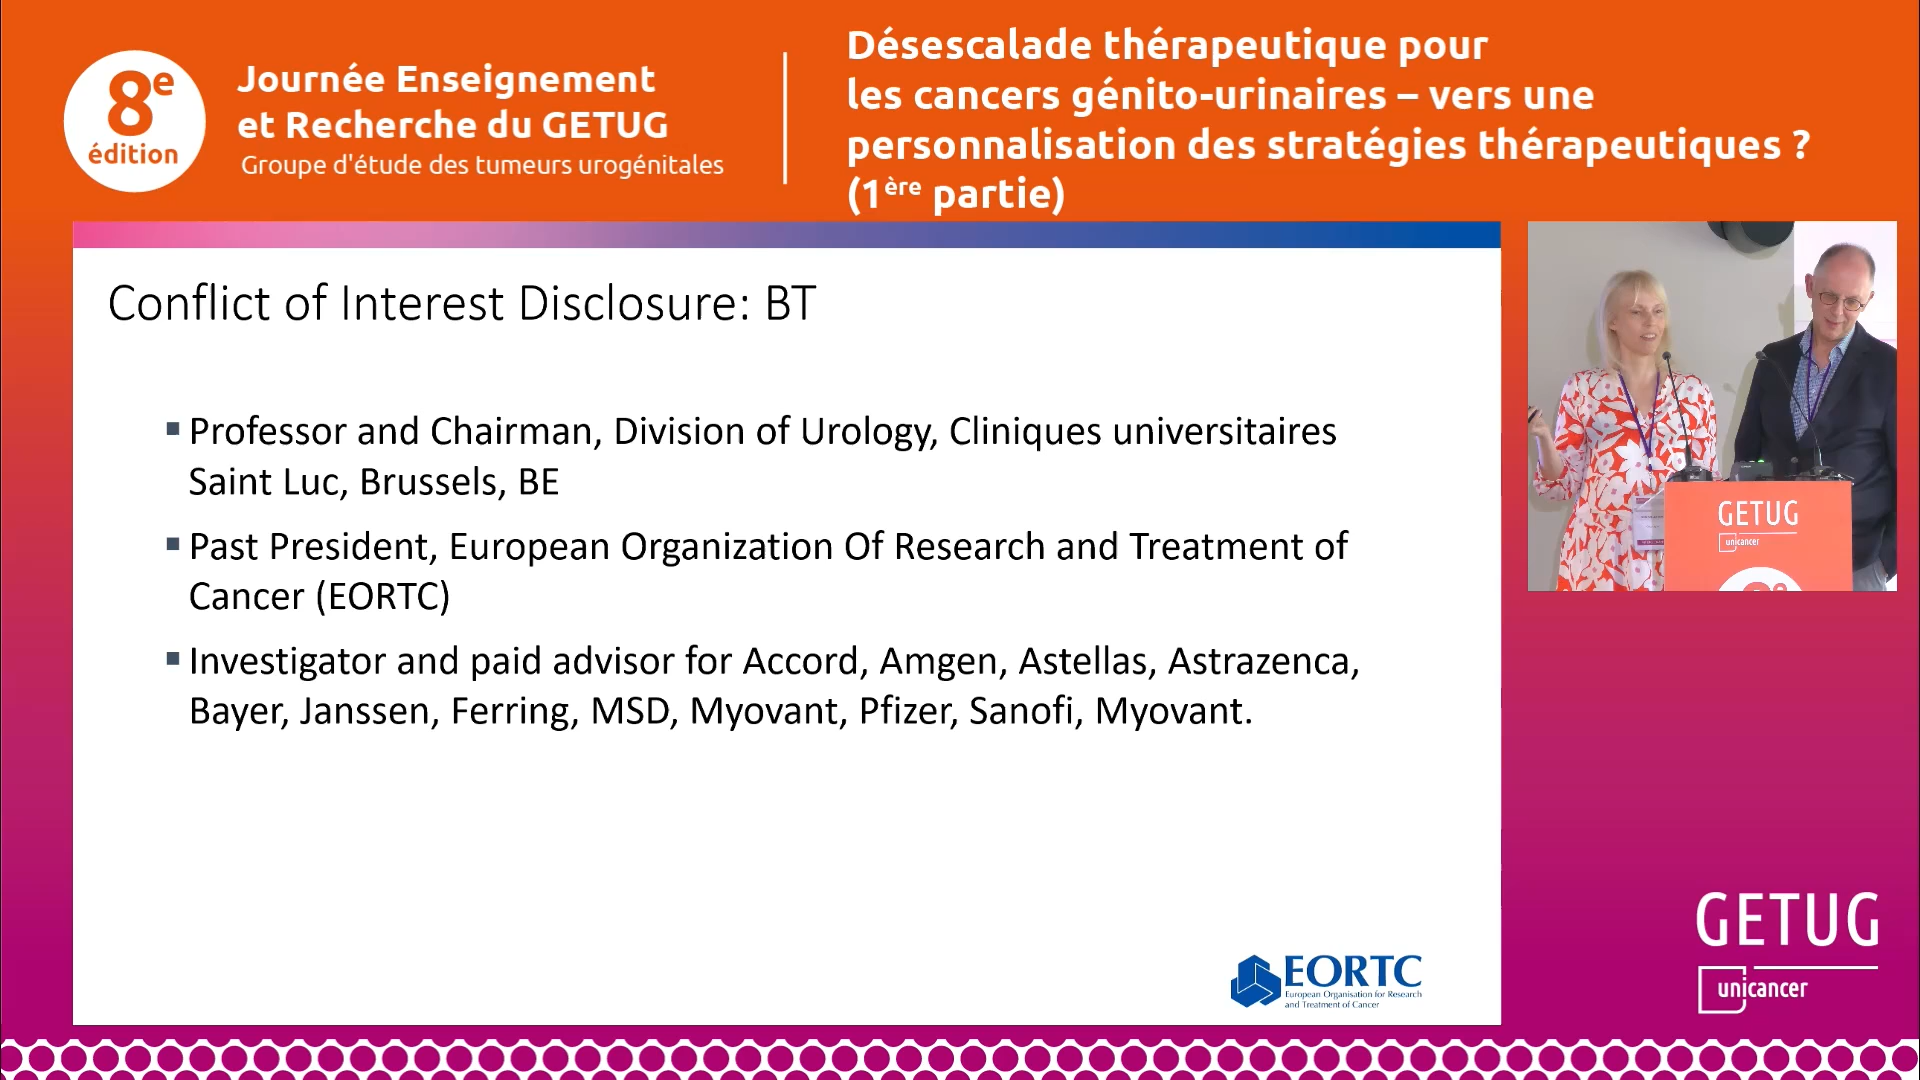 8e
édition
Journée Enseignement
et Recherche du GETUG
Groupe d'étude des tumeurs urogénitales
Désescalade thérapeutique pour
les cancers génito-urinaires – vers une
personnalisation des stratégies thérapeutiques ?
(1ère partie)
Conflict of Interest Disclosure: BT
▪ Professor and Chairman, Division of Urology, Cliniques universitaires
Saint Luc, Brussels, BE
▪ Past President, European Organization Of Research and Treatment of
Cancer (EORTC)
▪ Investigator and paid advisor for Accord, Amgen, Astellas, Astrazenca,
Bayer, Janssen, Ferring, MSD, Myovant, Pfizer, Sanofi, Myovant.
EORTC
European Organisation for Research
and Treatment of Cancer
GETUG
unicancer
8e
GETUG
unicancer